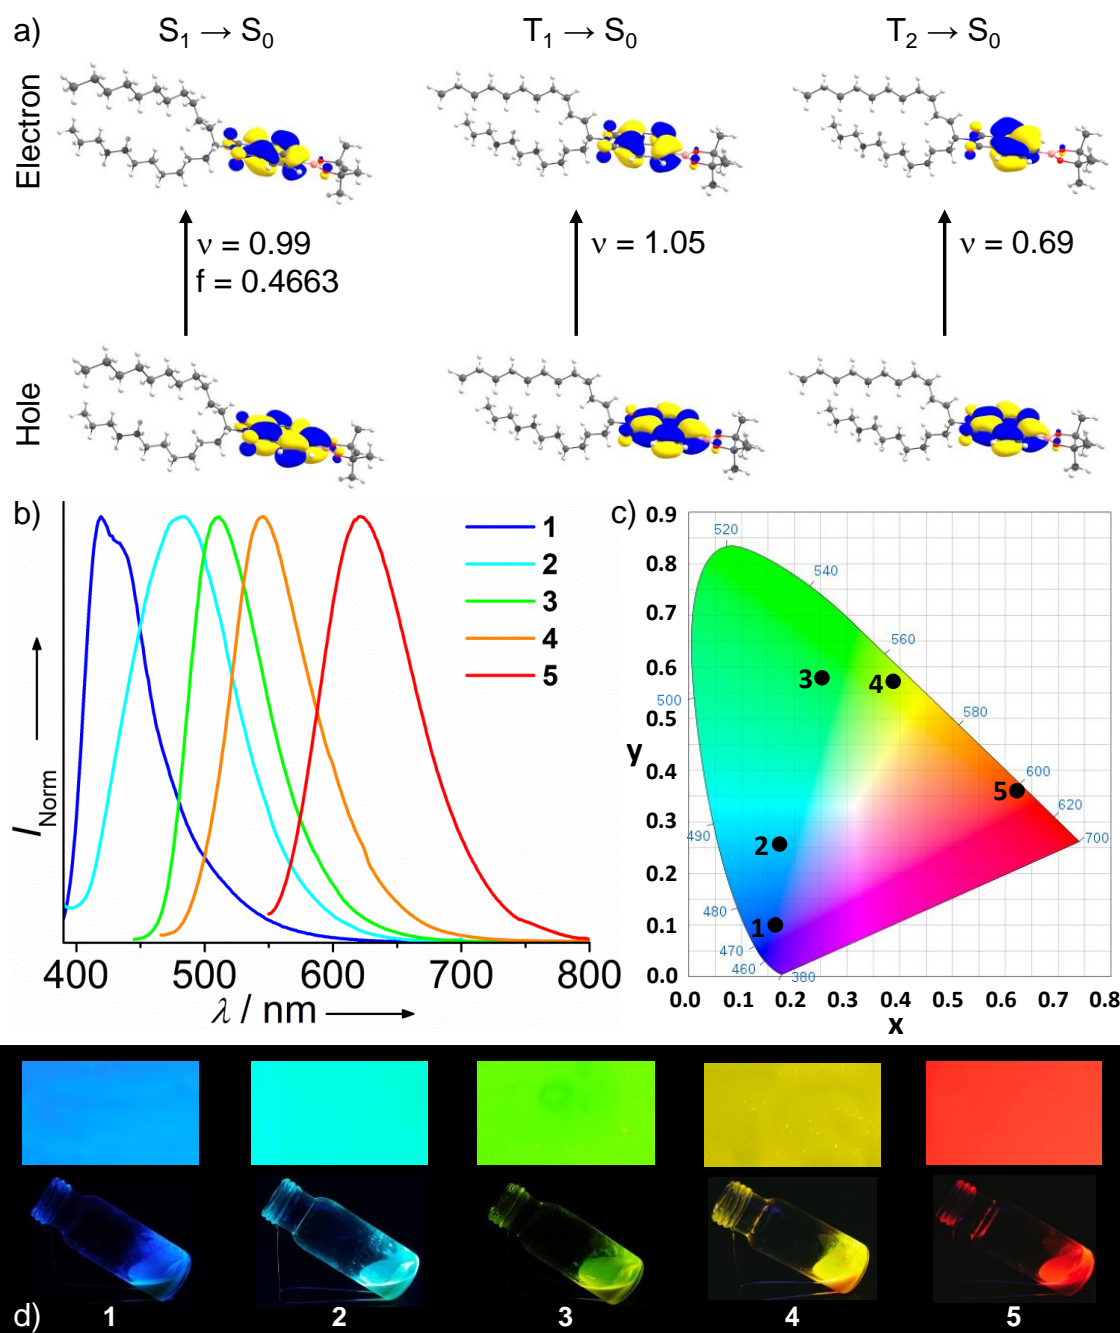 a)
S₁ → S₀
T₁ → S₀
T₂ → S₀
Electron
ν = 0.99
f = 0.4663
ν = 1.05
ν = 0.69
Hole
b)
1
2
3
4
5
I_Norm
400 500 600 700 800
λ / nm
c)
0.9
0.8
0.7
0.6
0.5
0.4
0.3
0.2
0.1
0.0
y
0.0 0.1 0.2 0.3 0.4 0.5 0.6 0.7 0.8
x
520
540
560
580
600
620
700
500
490
480
470
460
380
3
4
5
2
1
d)
1 2 3 4 5